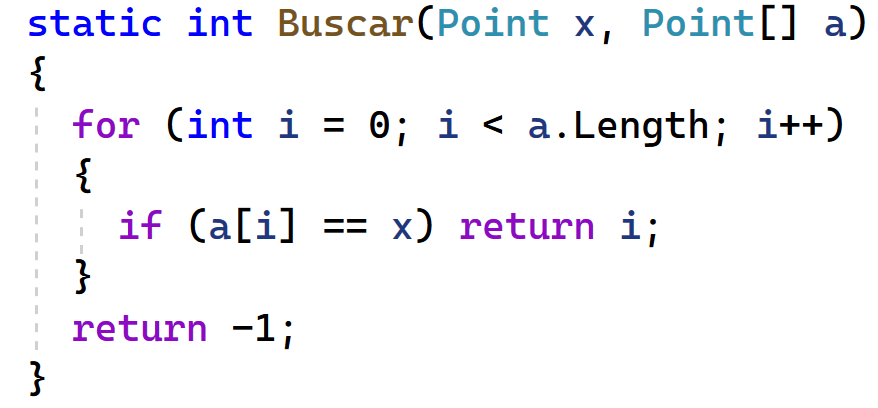 static int Buscar(Point x, Point[] a)
{
for (int i = 0; i < a.Length; i++)
{
if (a[i] == x) return i;
}
return -1;
}